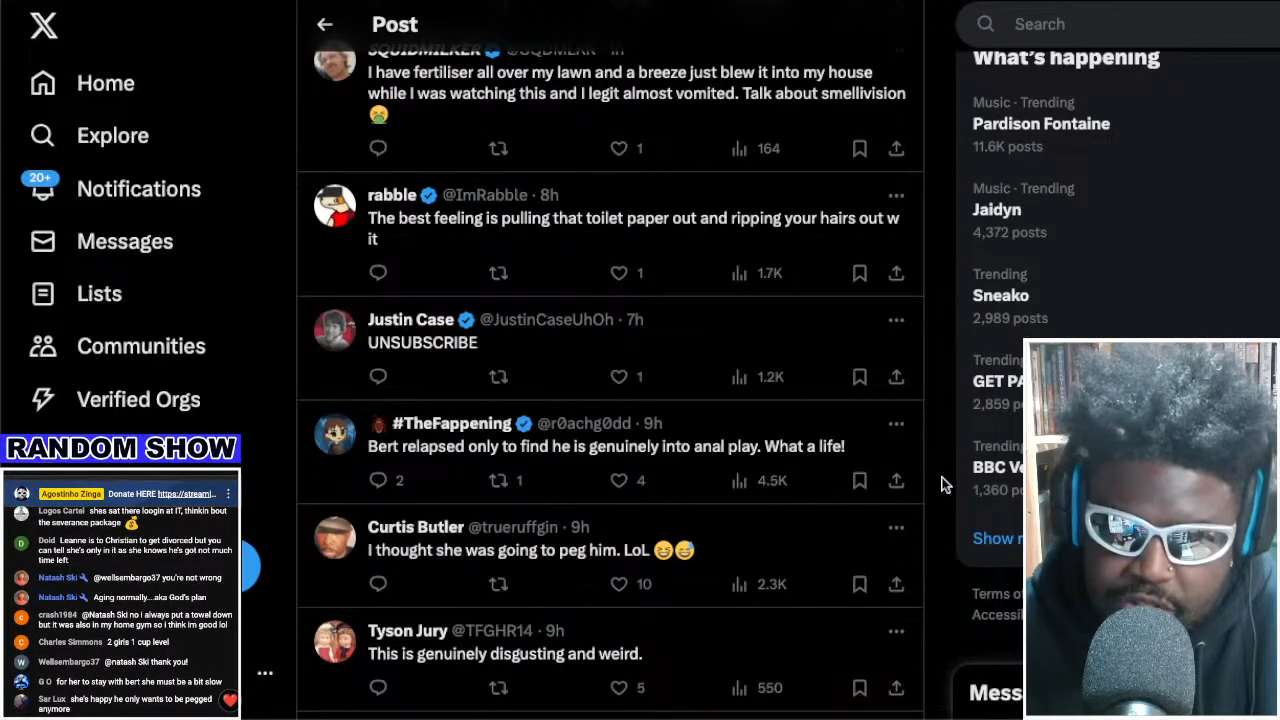 Home
Explore
20+
Notifications
Messages
Lists
Communities
Verified Orgs
RANDOM SHOW
Agostinho Zinga Donate HERE https://streaml...
Logos Cartel shes sat there loogin at IT, thinkin bout
the severance package 💰
Doid Leanne is to Christian to get divorced but you
can tell she's only in it as she knows he's got not much
time left
Natash Ski @wellsembargo37 you're not wrong
Natash Ski Aging normally....aka God's plan
crash1984 @Natash Ski no i always put a towel down
but it was also in my home gym so i think im good lol
Charles Simmons 2 girls 1 cup level
Wellsembargo37 @natash Ski thank you!
G O for her to stay with bert she must be a bit slow
Sar Lux she's happy he only wants to be pegged
anymore
Post
SQUIDMILKER
I have fertiliser all over my lawn and a breeze just blew it into my house
while I was watching this and I legit almost vomited. Talk about smellivision
🤮
1 164
rabble @ImRabble · 8h
The best feeling is pulling that toilet paper out and ripping your hairs out w
it
1 1.7K
Justin Case @JustinCaseUhOh · 7h
UNSUBSCRIBE
1 1.2K
#TheFappening @r0achg0dd · 9h
Bert relapsed only to find he is genuinely into anal play. What a life!
2 1 4 4.5K
Curtis Butler @trueruffgin · 9h
I thought she was going to peg him. LoL 😆😅
10 2.3K
Tyson Jury @TFGHR14 · 9h
This is genuinely disgusting and weird.
5 550
Search
What's happening
Music · Trending
Pardison Fontaine
11.6K posts
Music · Trending
Jaidyn
4,372 posts
Trending
Sneako
2,989 posts
Trending
GET PA
2,859 po
Trending
BBC Ve
1,360 po
Show r
Terms of
Accessi
Mess